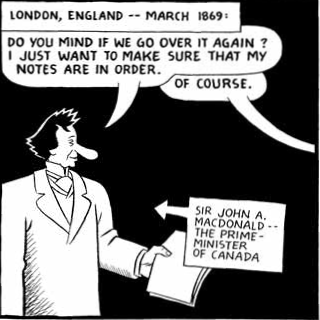 LONDON, ENGLAND -- MARCH 1869:
DO YOU MIND IF WE GO OVER IT AGAIN ?
I JUST WANT TO MAKE SURE THAT MY
NOTES ARE IN ORDER.
OF COURSE.
SIR JOHN A.
MACDONALD --
THE PRIME-
MINISTER
OF CANADA